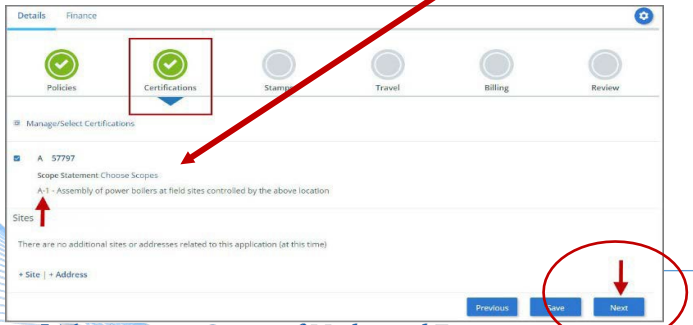 Details Finance
Policies Certifications Stamps Travel Billing Review
Manage/Select Certifications
A 57797
Scope Statement Choose Scopes
A-1 - Assembly of power boilers at field sites controlled by the above location
Sites
There are no additional sites or addresses related to this application (at this time)
+ Site | + Address
Previous Save Next